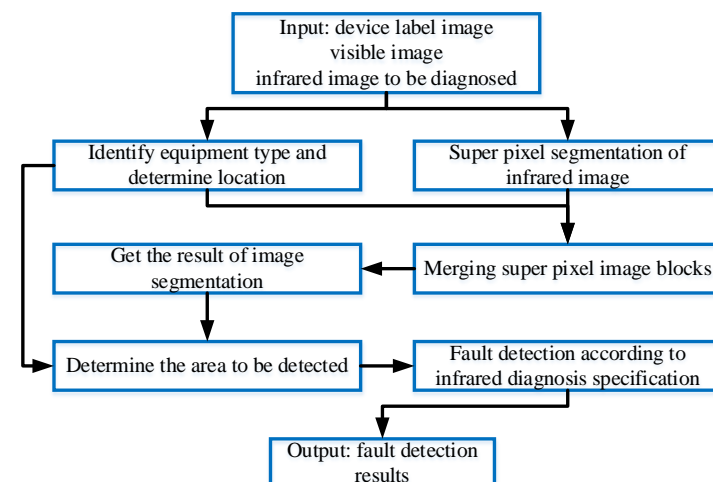 Input: device label image
visible image
infrared image to be diagnosed
Identify equipment type and
determine location
Super pixel segmentation of
infrared image
Get the result of image
segmentation
Merging super pixel image blocks
Determine the area to be detected
Fault detection according to
infrared diagnosis specification
Output: fault detection
results